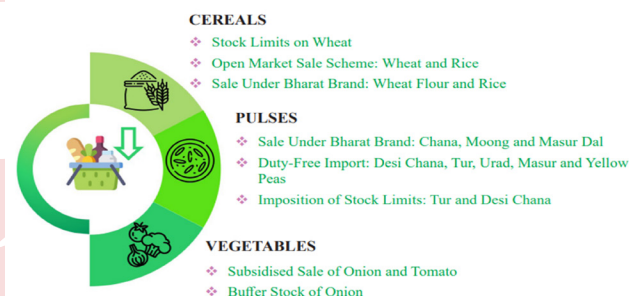 CEREALS
❖ Stock Limits on Wheat
❖ Open Market Sale Scheme: Wheat and Rice
❖ Sale Under Bharat Brand: Wheat Flour and Rice
PULSES
❖ Sale Under Bharat Brand: Chana, Moong and Masur Dal
❖ Duty-Free Import: Desi Chana, Tur, Urad, Masur and Yellow
Peas
❖ Imposition of Stock Limits: Tur and Desi Chana
VEGETABLES
❖ Subsidised Sale of Onion and Tomato
❖ Buffer Stock of Onion